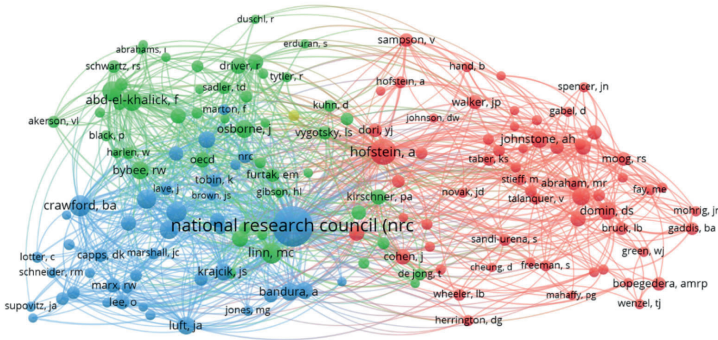 duschl, r
erduran, s
sampson, v
abrahams, i
schwartz, rs
driver, r
hand, b
tytler, r
sadler, td
hofstein, a
spencer, jn
abd-el-khalick, f
marton, f
kuhn, d
walker, jp
gabel, d
akerson, vl
johnson, dw
black, p
osborne, j
vygotsky, ls
dori, yj
johnstone, ah
harlen, w
oecd
nrc
hofstein, a
taber, ks
moog, rs
bybee, rw
furtak, em
tobin, k
stieff, m
abraham, mr
lave, j
brown, js
gibson, hl
kirschner, pa
novak, jd
talanquer, v
fay, me
crawford, ba
domin, ds
mohrig, jr
national research council (nrc
bruck, lb
gaddis, ba
sandi-urena, s
lotter, c
capps, dk
marshall, jc
linn, mc
cohen, j
green, wj
schneider, rm
krajcik, js
de jong, t
cheung, d
freeman, s
marx, rw
bopegedera, amrp
supovitz, ja
lee, o
bandura, a
wheeler, lb
mahaffy, pg
wenzel, tj
jones, mg
luft, ja
herrington, dg